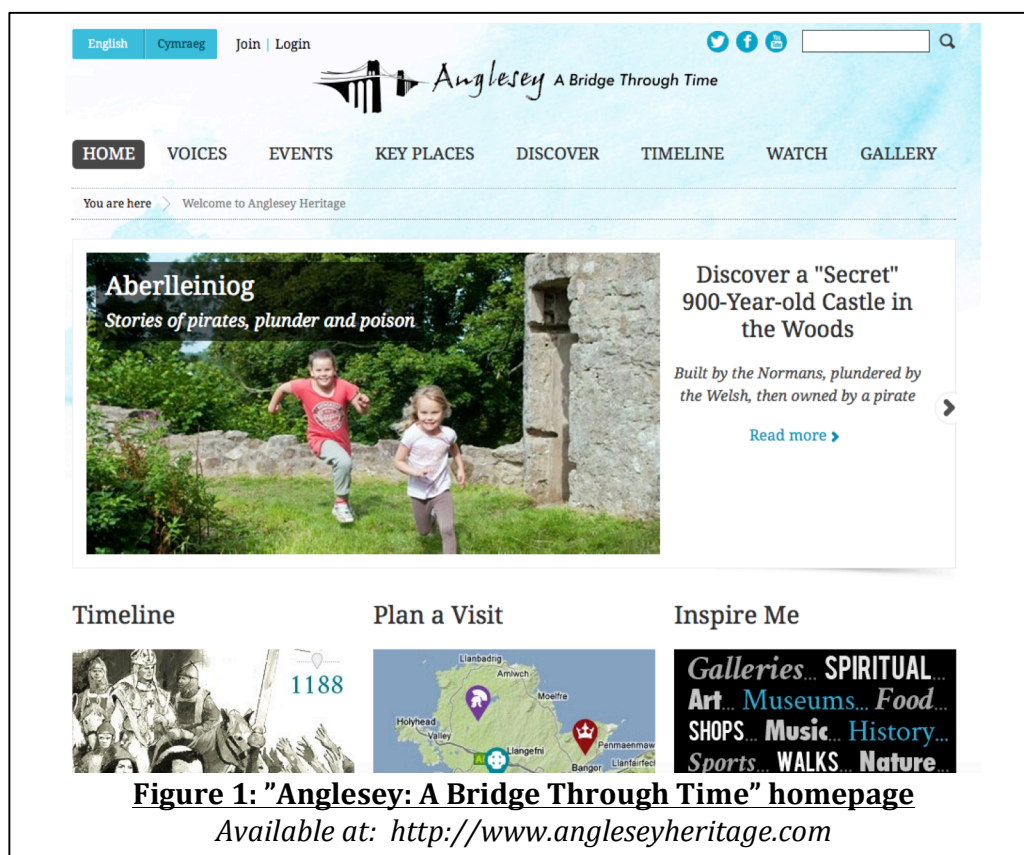 English Cymraeg Join | Login
Anglesey A Bridge Through Time
HOME VOICES EVENTS KEY PLACES DISCOVER TIMELINE WATCH GALLERY
You are here Welcome to Anglesey Heritage
Aberlleiniog
Stories of pirates, plunder and poison
Discover a "Secret"
900-Year-old Castle in
the Woods
Built by the Normans, plundered by
the Welsh, then owned by a pirate
Read more
Timeline
1188
Plan a Visit
Llanbadrig
Amlwch
Moelfre
Holyhead
Valley
Llangefni
Penmaenmaw
Bangor Llanfairfech
Inspire Me
Galleries... SPIRITUAL...
Art... Museums... Food...
SHOPS... Music... History...
Sports... WALKS... Nature...
Figure 1: ”Anglesey: A Bridge Through Time” homepage
Available at: http://www.angleseyheritage.com